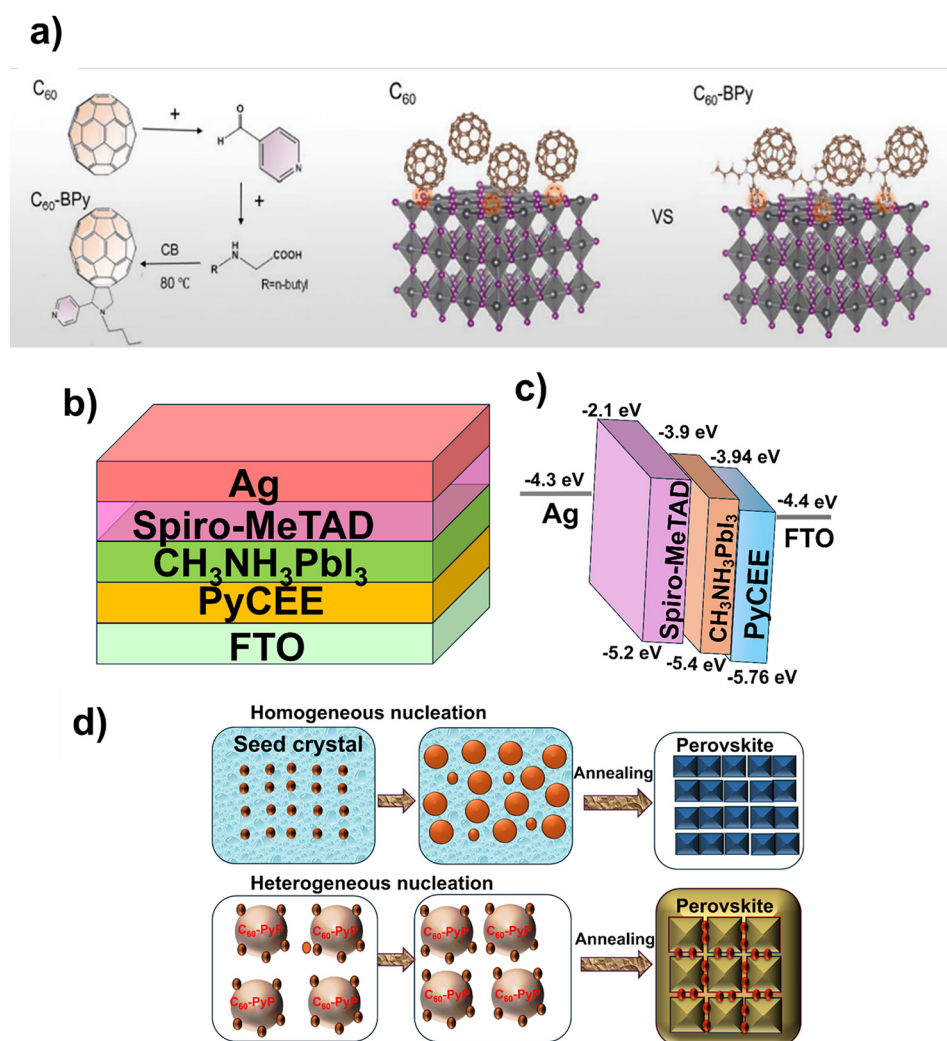 a)
C₆₀
+
O
H
N
+
C₆₀-BPy
CB
80 °C
H
N
R
COOH
R=n-butyl
N
N
C₆₀
VS
C₆₀-BPy
b)
Ag
Spiro-MeTAD
CH₃NH₃PbI₃
PyCEE
FTO
c)
-2.1 eV
-3.9 eV
-3.94 eV
-4.3 eV
Ag
-4.4 eV
FTO
Spiro-MeTAD
CH₃NH₃PbI₃
PyCEE
-5.2 eV
-5.4 eV
-5.76 eV
d)
Homogeneous nucleation
Seed crystal
Annealing
Perovskite
Heterogeneous nucleation
C₆₀-PyP
C₆₀-PyP
C₆₀-PyP
C₆₀-PyP
C₆₀-PyP
C₆₀-PyP
C₆₀-PyP
C₆₀-PyP
Annealing
Perovskite